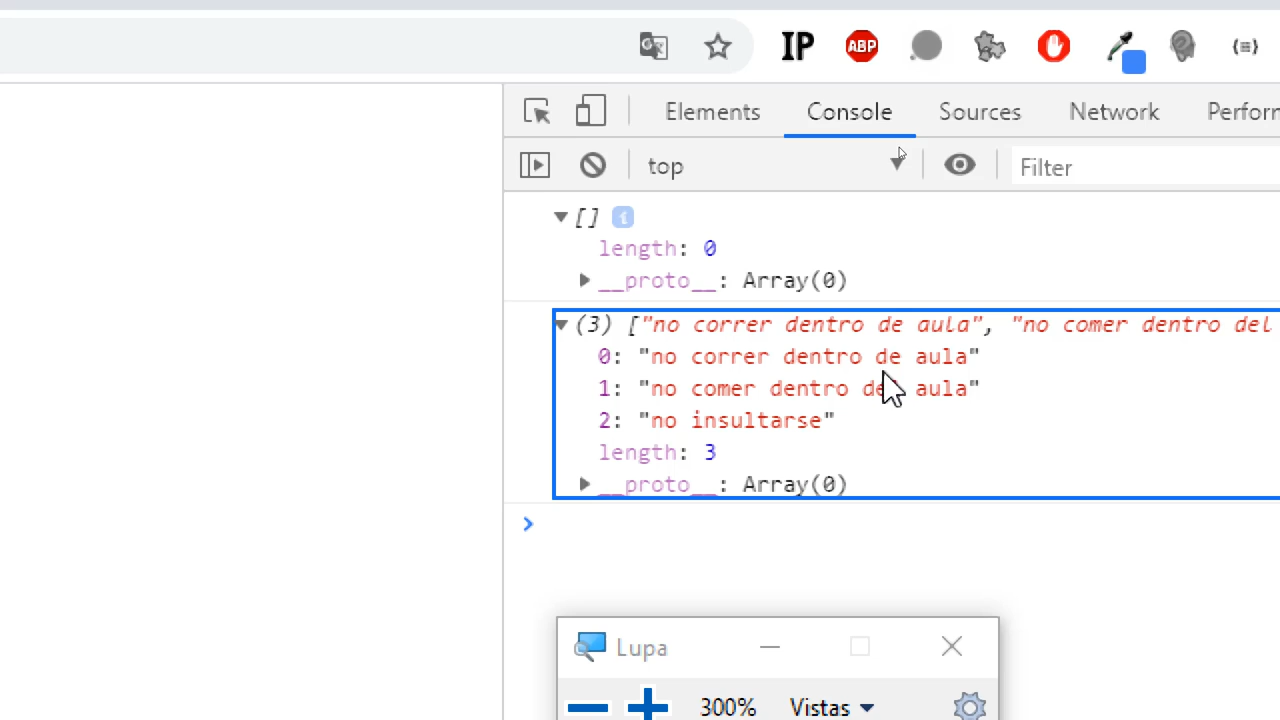 IP ABP
Elements Console Sources Network Perform
top Filter
[] i
length: 0
__proto__: Array(0)
(3) ["no correr dentro de aula", "no comer dentro del
0: "no correr dentro de aula"
1: "no comer dentro del aula"
2: "no insultarse"
length: 3
__proto__: Array(0)
Lupa
300% Vistas